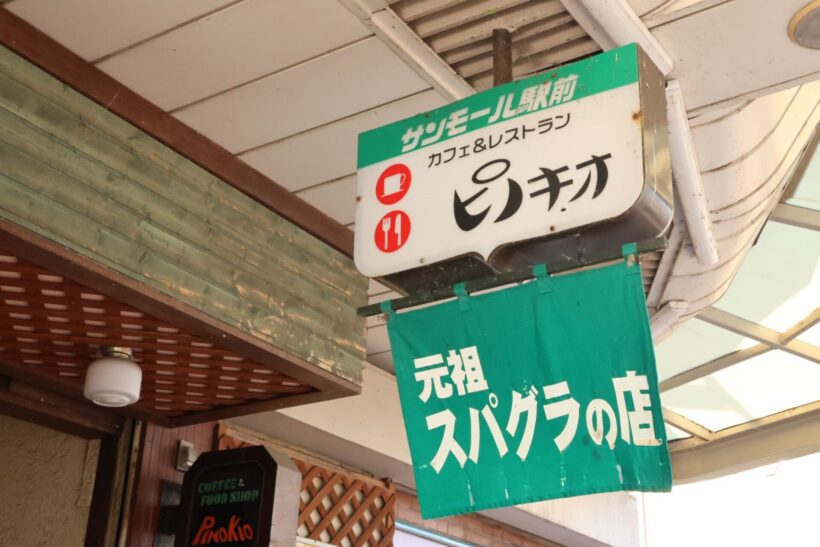 サンモール駅前
カフェ&レストラン
ピノキオ
元祖
スパグラの店
COFFEE &
FOOD SHOP
PINOKIO